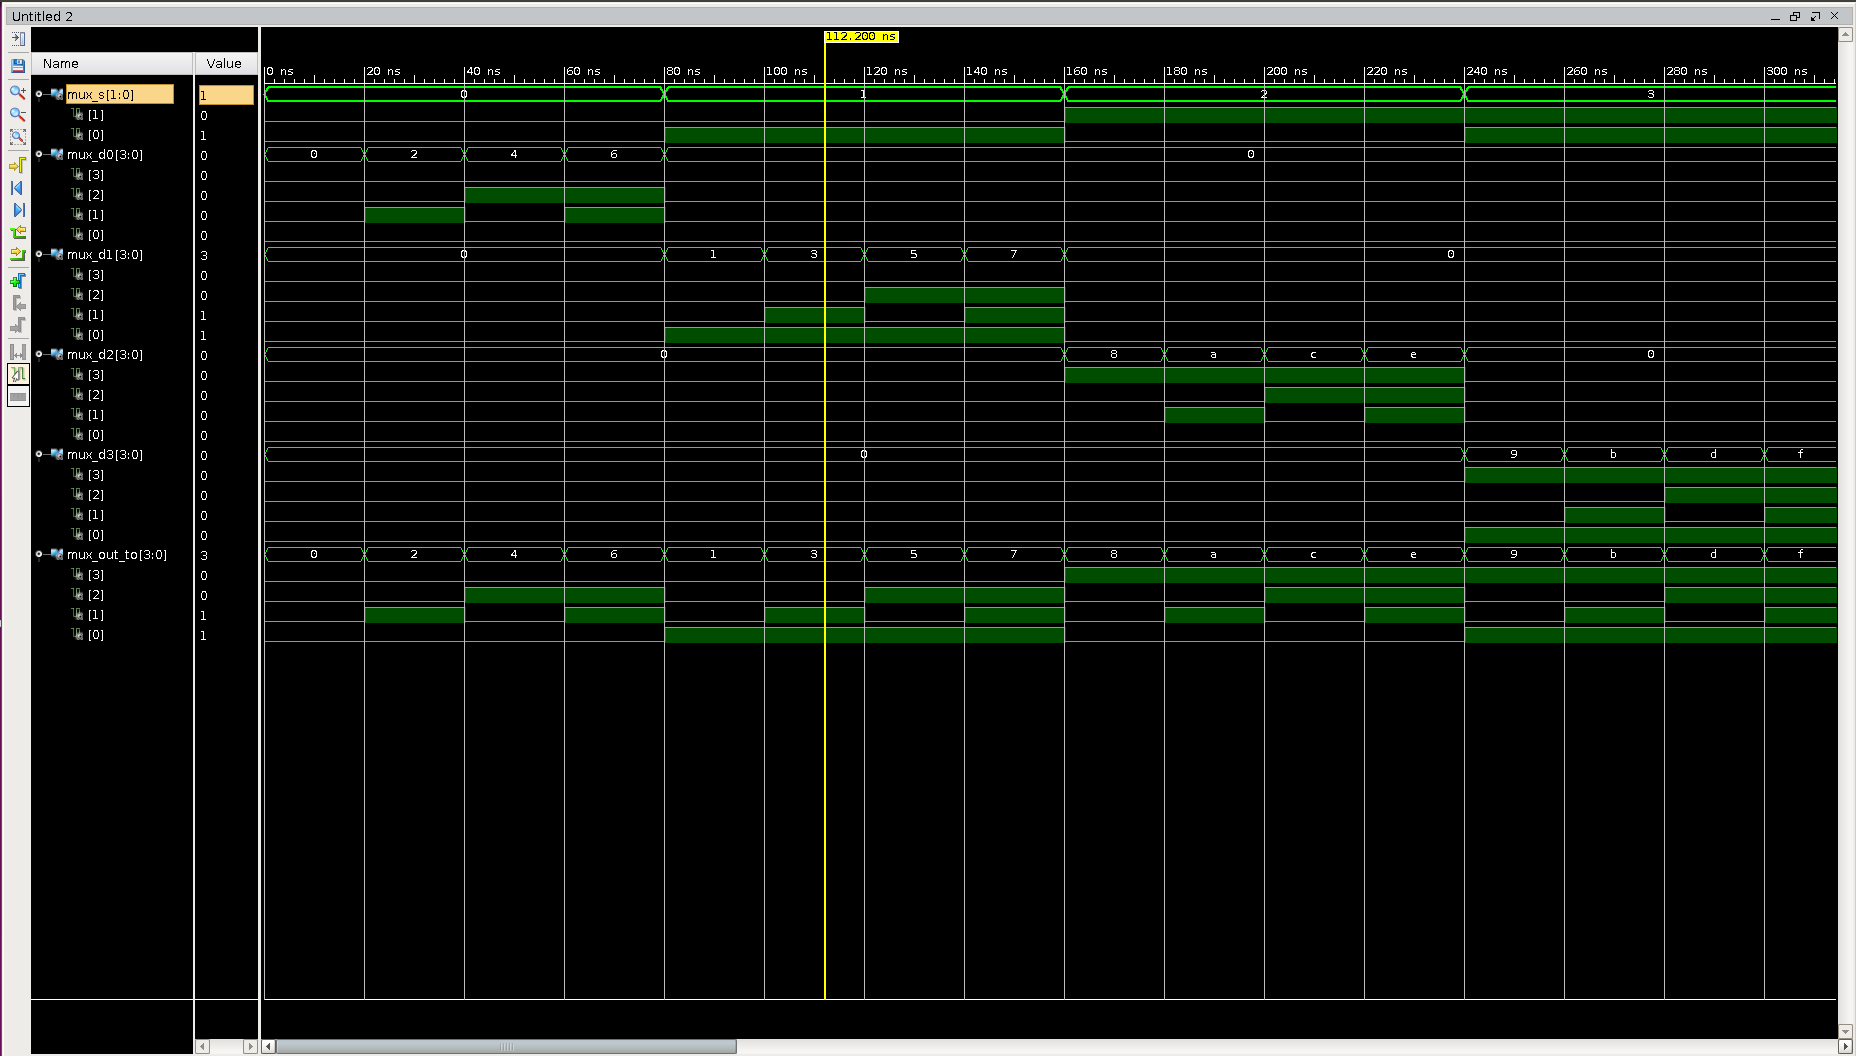 Untitled 2
112.200 ns
Name Value
0 ns 20 ns 40 ns 60 ns 80 ns 100 ns 120 ns 140 ns 160 ns 180 ns 200 ns 220 ns 240 ns 260 ns 280 ns 300 ns
mux_s[1:0] 1 0 1 2 3
[1] 0
[0] 1
mux_d0[3:0] 0 0 2 4 6 0
[3] 0
[2] 0
[1] 0
[0] 0
mux_d1[3:0] 3 0 1 3 5 7 0
[3] 0
[2] 0
[1] 1
[0] 1
mux_d2[3:0] 0 0 8 a c e 0
[3] 0
[2] 0
[1] 0
[0] 0
mux_d3[3:0] 0 0 9 b d f
[3] 0
[2] 0
[1] 0
[0] 0
mux_out_to[3:0] 3 0 2 4 6 1 3 5 7 8 a c e 9 b d f
[3] 0
[2] 0
[1] 1
[0] 1